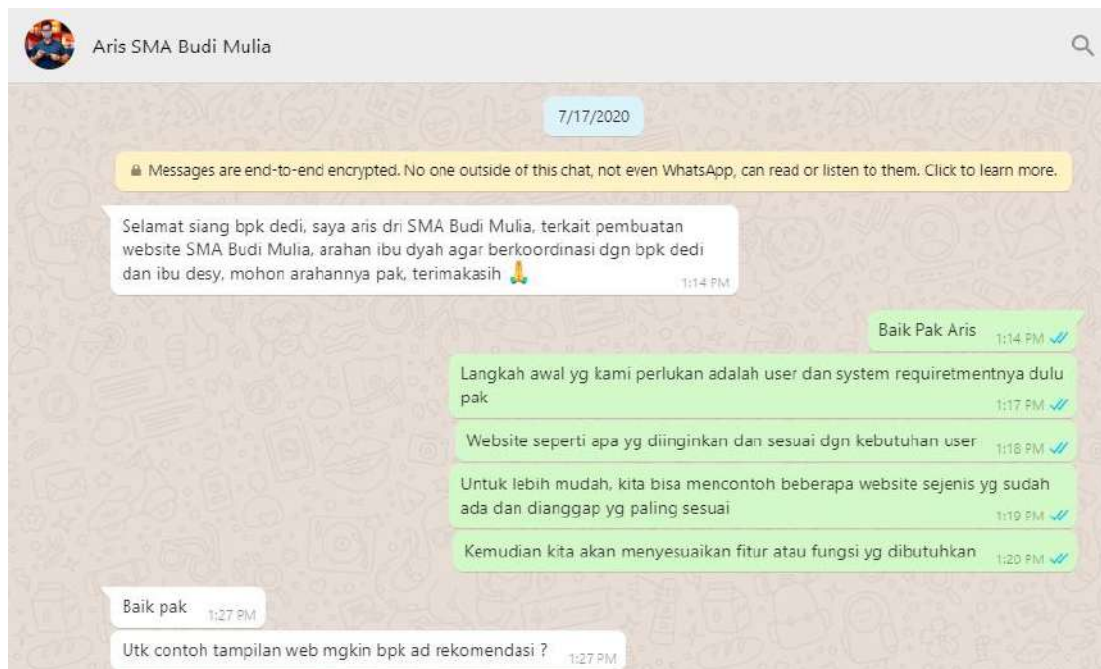 Aris SMA Budi Mulia
7/17/2020
Messages are end-to-end encrypted. No one outside of this chat, not even WhatsApp, can read or listen to them. Click to learn more.
Selamat siang bpk dedi, saya aris dri SMA Budi Mulia, terkait pembuatan
website SMA Budi Mulia, arahan ibu dyah agar berkoordinasi dgn bpk dedi
dan ibu desy, mohon arahannya pak, terimakasih 🙏
1:14 PM
Baik Pak Aris 1:14 PM
Langkah awal yg kami perlukan adalah user dan system requiretmentnya dulu
pak
1:17 PM
Website seperti apa yg diinginkan dan sesuai dgn kebutuhan user 1:18 PM
Untuk lebih mudah, kita bisa mencontoh beberapa website sejenis yg sudah
ada dan dianggap yg paling sesuai
1:19 PM
Kemudian kita akan menyesuaikan fitur atau fungsi yg dibutuhkan 1:20 PM
Baik pak 1:27 PM
Utk contoh tampilan web mgkin bpk ad rekomendasi ? 1:27 PM